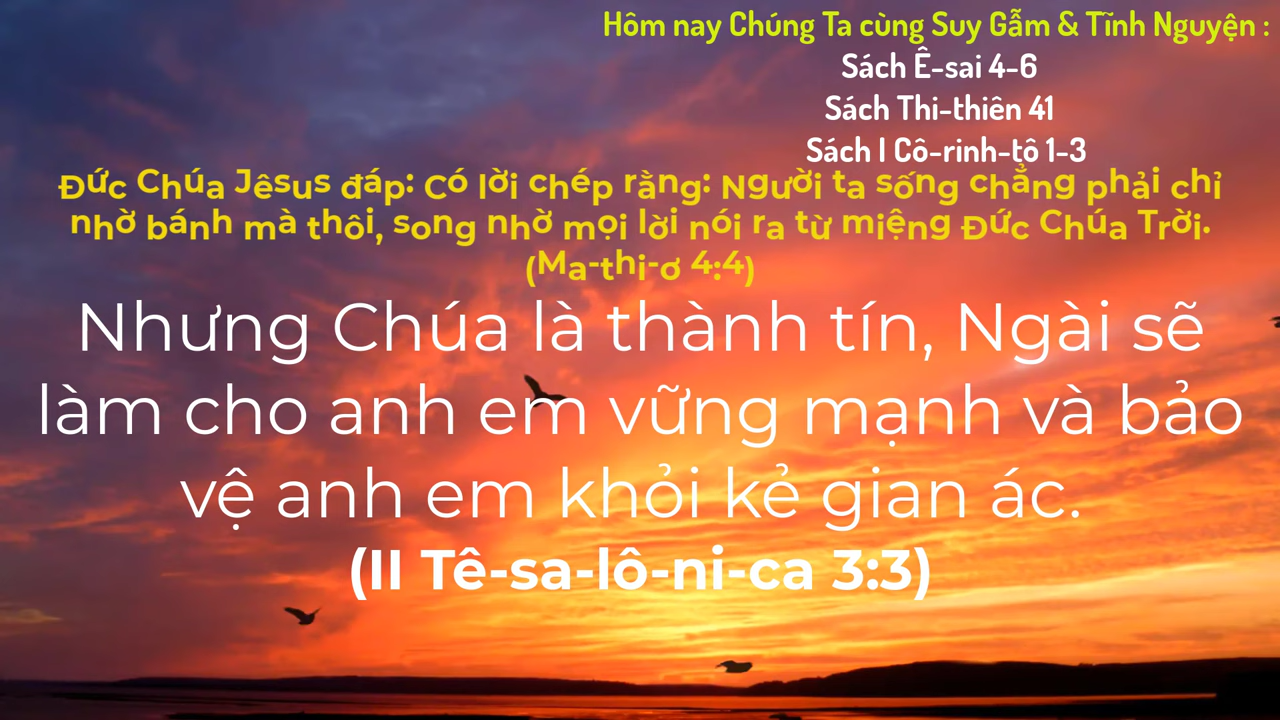 Hôm nay Chúng Ta cùng Suy Gẫm & Tĩnh Nguyện :
Sách Ê-sai 4-6
Sách Thi-thiên 41
Sách I Cô-rinh-tô 1-3
Đức Chúa Jêsus đáp: Có lời chép rằng: Người ta sống chẳng phải chỉ
nhờ bánh mà thôi, song nhờ mọi lời nói ra từ miệng Đức Chúa Trời.
(Ma-thi-ơ 4:4)
Nhưng Chúa là thành tín, Ngài sẽ
làm cho anh em vững mạnh và bảo
vệ anh em khỏi kẻ gian ác.
(II Tê-sa-lô-ni-ca 3:3)